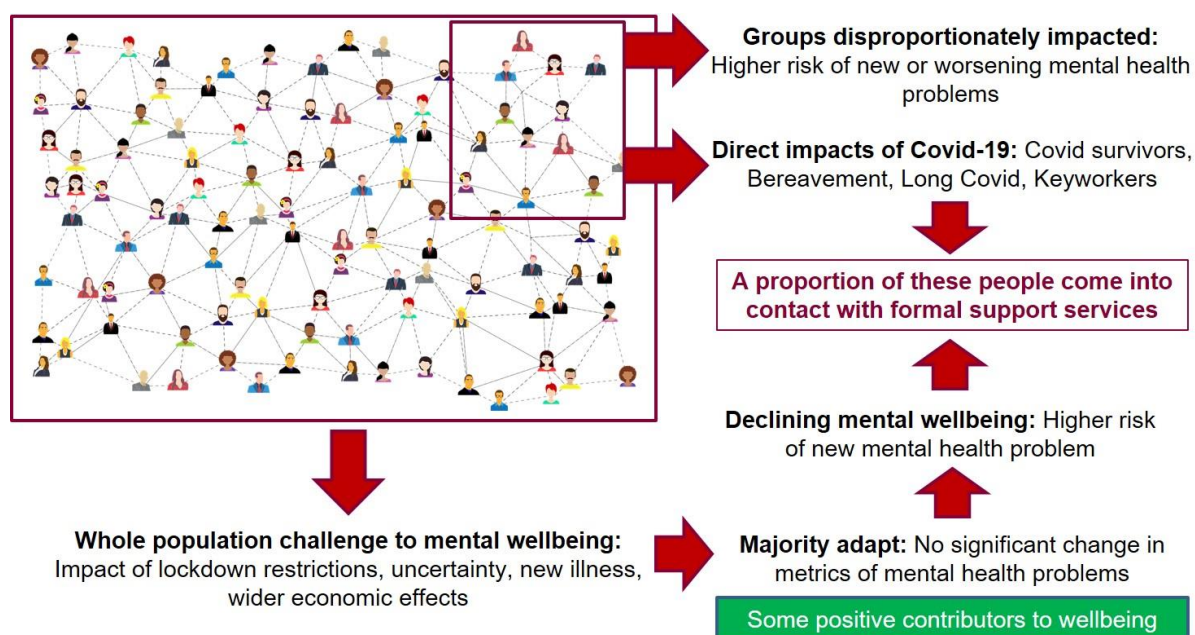 Groups disproportionately impacted:
Higher risk of new or worsening mental health
problems
Direct impacts of Covid-19: Covid survivors,
Bereavement, Long Covid, Keyworkers
A proportion of these people come into
contact with formal support services
Declining mental wellbeing: Higher risk
of new mental health problem
Whole population challenge to mental wellbeing:
Impact of lockdown restrictions, uncertainty, new illness,
wider economic effects
Majority adapt: No significant change in
metrics of mental health problems
Some positive contributors to wellbeing